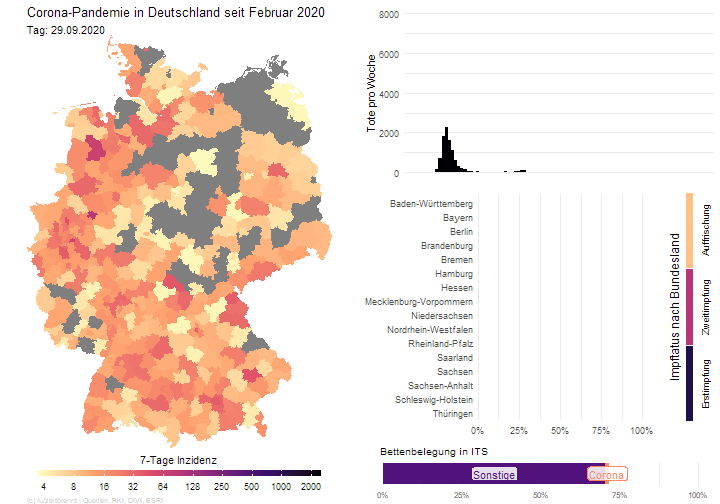 Corona-Pandemie in Deutschland seit Februar 2020
Tag: 29.09.2020
7-Tage Inzidenz
4 8 16 32 64 128 250 500 1000 2000
(c) /u/zeitbrennt | Quellen: RKI, DIVI, ESRI
Tote pro Woche
8000
6000
4000
2000
0
Impfstatus nach Bundesland
Baden-Württemberg
Bayern
Berlin
Brandenburg
Bremen
Hamburg
Hessen
Mecklenburg-Vorpommern
Niedersachsen
Nordrhein-Westfalen
Rheinland-Pfalz
Saarland
Sachsen
Sachsen-Anhalt
Schleswig-Holstein
Thüringen
0% 25% 50% 75% 100%
Auffrischung
Zweitimpfung
Erstimpfung
Bettenbelegung in ITS
Sonstige
Corona
0% 25% 50% 75% 100%